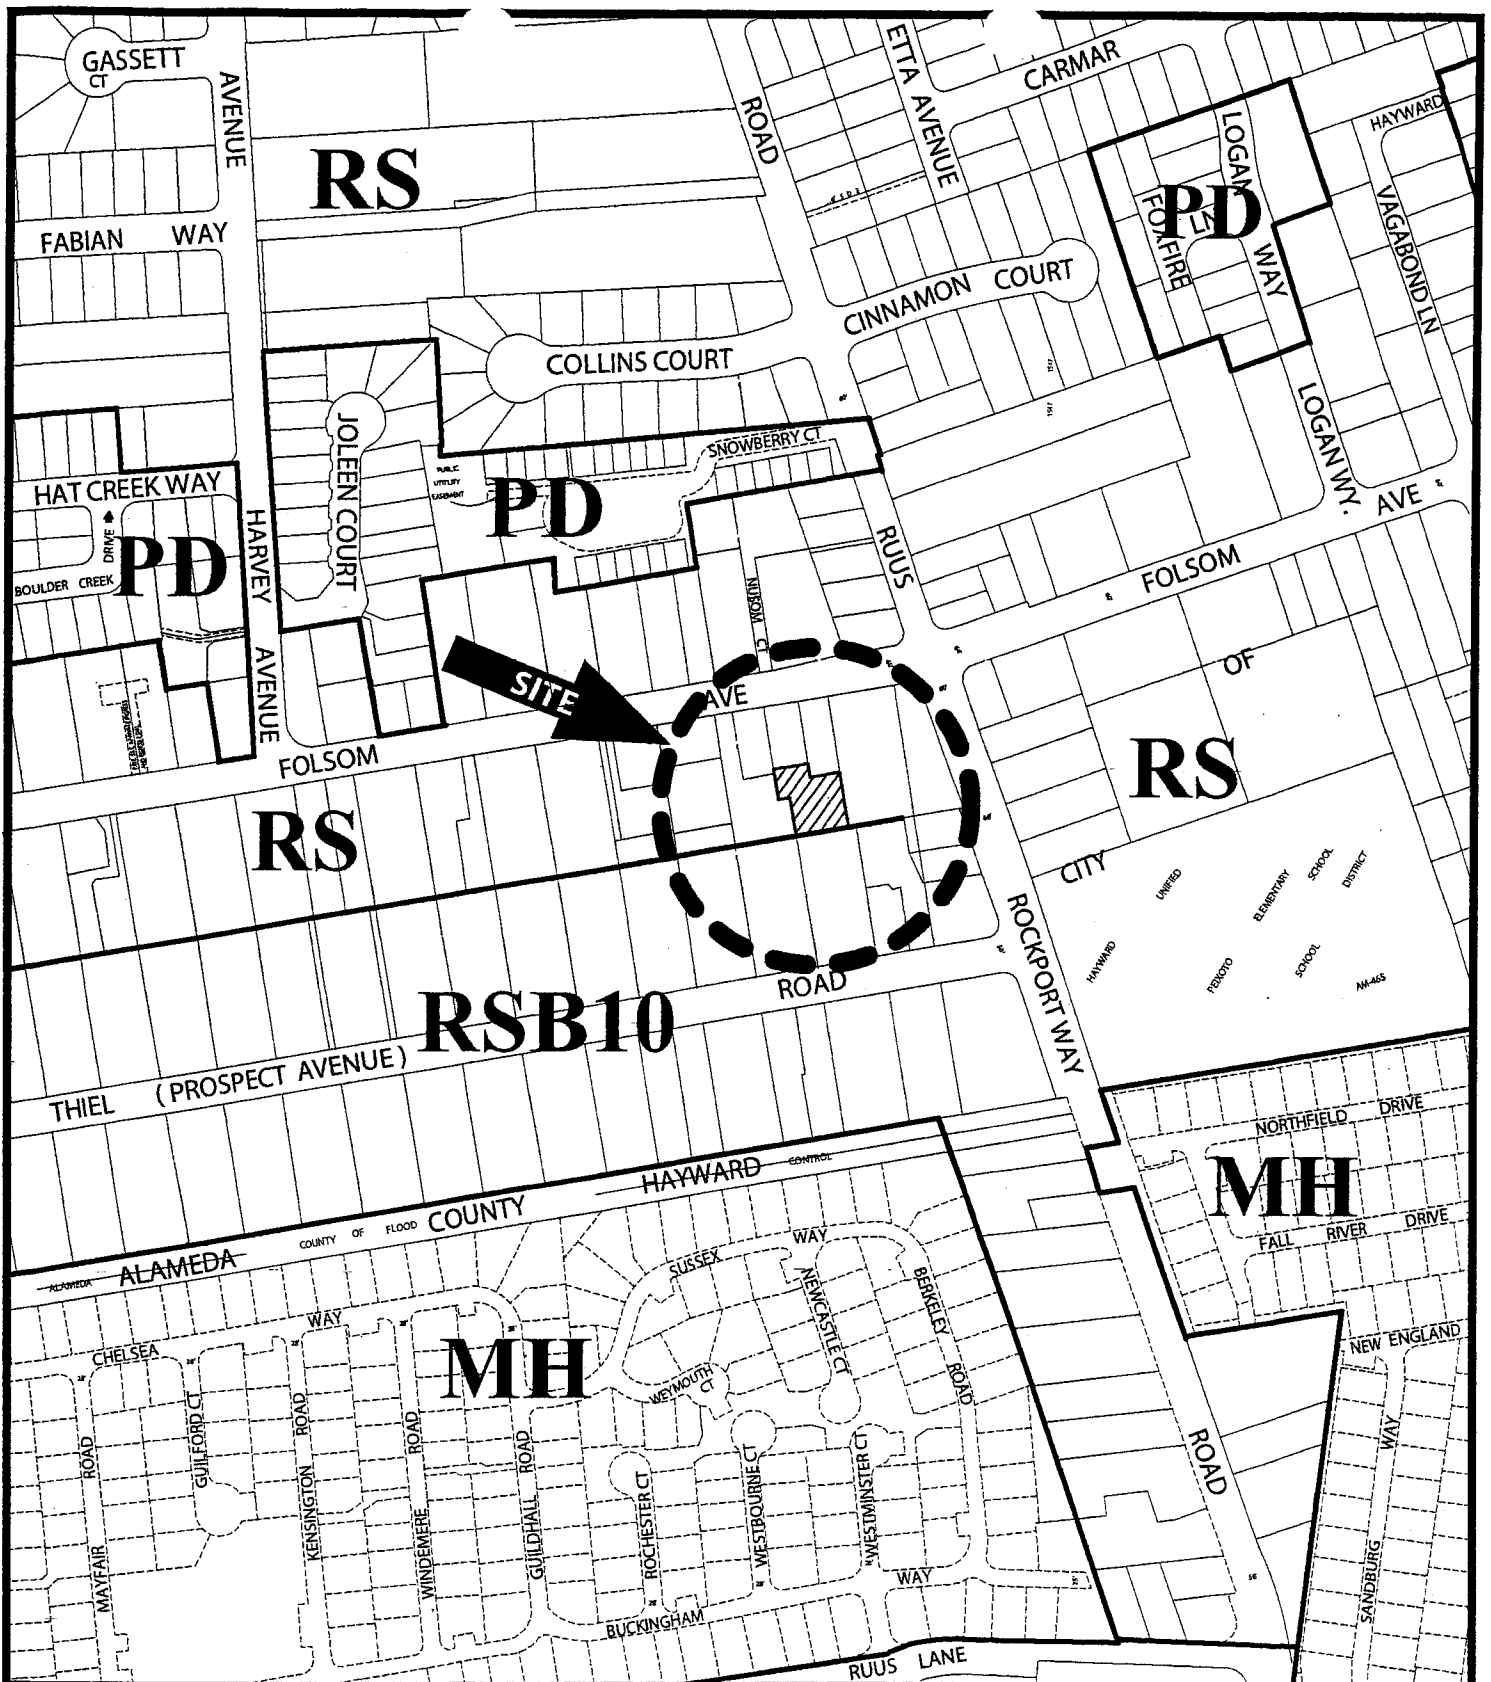 GASSETT
CT
AVENUE
ROAD
ETTA AVENUE
CARMAR
HAYWARD
LOGAN WAY
RS
PD
FOXFIRE
LN
VAGABOND LN
FABIAN WAY
CINNAMON COURT
COLLINS COURT
JOLEEN COURT
SNOWBERRY CT
LOGAN WY.
PUBLIC
UTITLITY
EASEMENT
HAT CREEK WAY
PD
PD
DRIVE
BOULDER CREEK
HARVEY AVENUE
RUUS
AVE
FOLSOM
NUBOM CT
SITE
AVE
OF
FOLSOM
RS
RS
CITY
UNIFIED
ELEMENTARY
SCHOOL
DISTRICT
HAYWARD
PEIXOTO
SCHOOL
AM-465
ROCKPORT WAY
ROAD
RSB10
THIEL (PROSPECT AVENUE)
NORTHFIELD DRIVE
MH
FALL RIVER DRIVE
HAYWARD
CONTROL
ALAMEDA
COUNTY OF FLOOD
COUNTY
ALAMEDA
SUSSEX WAY
NEWCASTLE CT
BERKELEY ROAD
CHELSEA WAY
MH
WEYMOUTH
CT
NEW ENGLAND
WAY
SANDBURG
ROAD
MAYFAIR ROAD
GUILFORD CT
KENSINGTON ROAD
WINDEMERE ROAD
GUILDHALL ROAD
ROCHESTER CT
WESTBOURNE CT
WESTMINSTER CT
BUCKINGHAM WAY
RUUS LANE